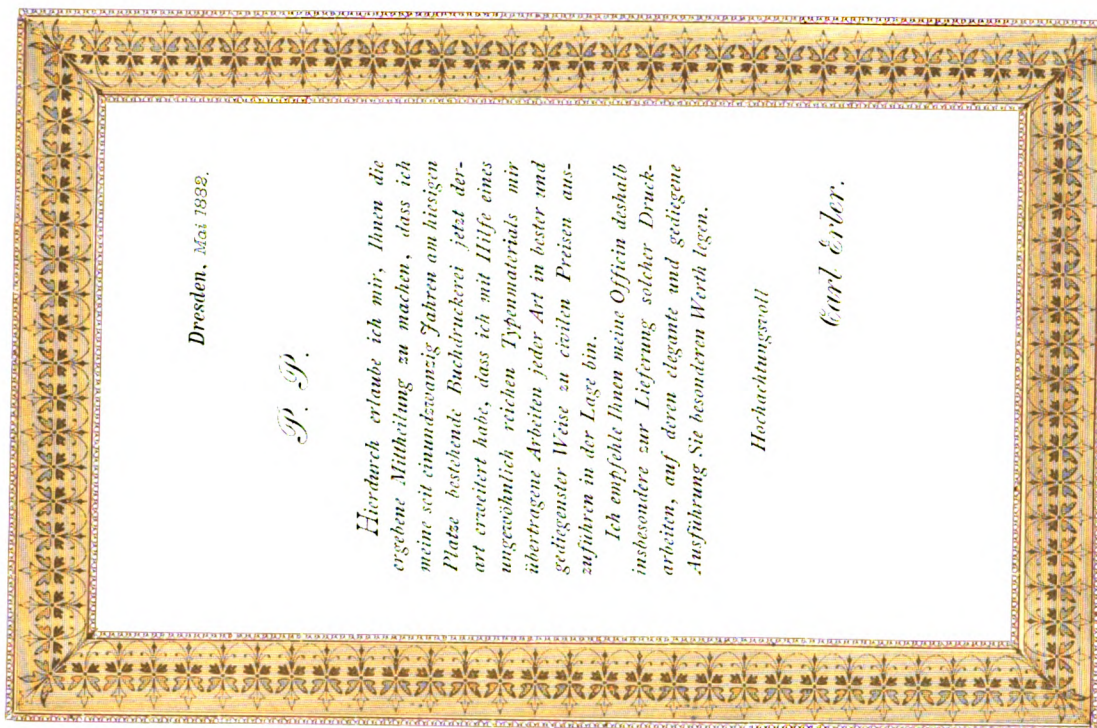 Dresden, Mai 1882.
P. P.
Hierdurch erlaube ich mir, Ihnen die
ergebene Mittheilung zu machen, dass ich
meine seit einundzwanzig Jahren am hiesigen
Platze bestehende Buchdruckerei jetzt der-
art erweitert habe, dass ich mit Hilfe eines
ungewöhnlich reichen Typenmaterials mir
übertragene Arbeiten jeder Art in bester und
gediegenster Weise zu civilen Preisen aus-
zuführen in der Lage bin.
Ich empfehle Ihnen meine Officin deshalb
insbesondere zur Lieferung solcher Druck-
arbeiten, auf deren elegante und gediegene
Ausführung Sie besonderen Werth legen.
Hochachtungsvoll
Carl Erler.